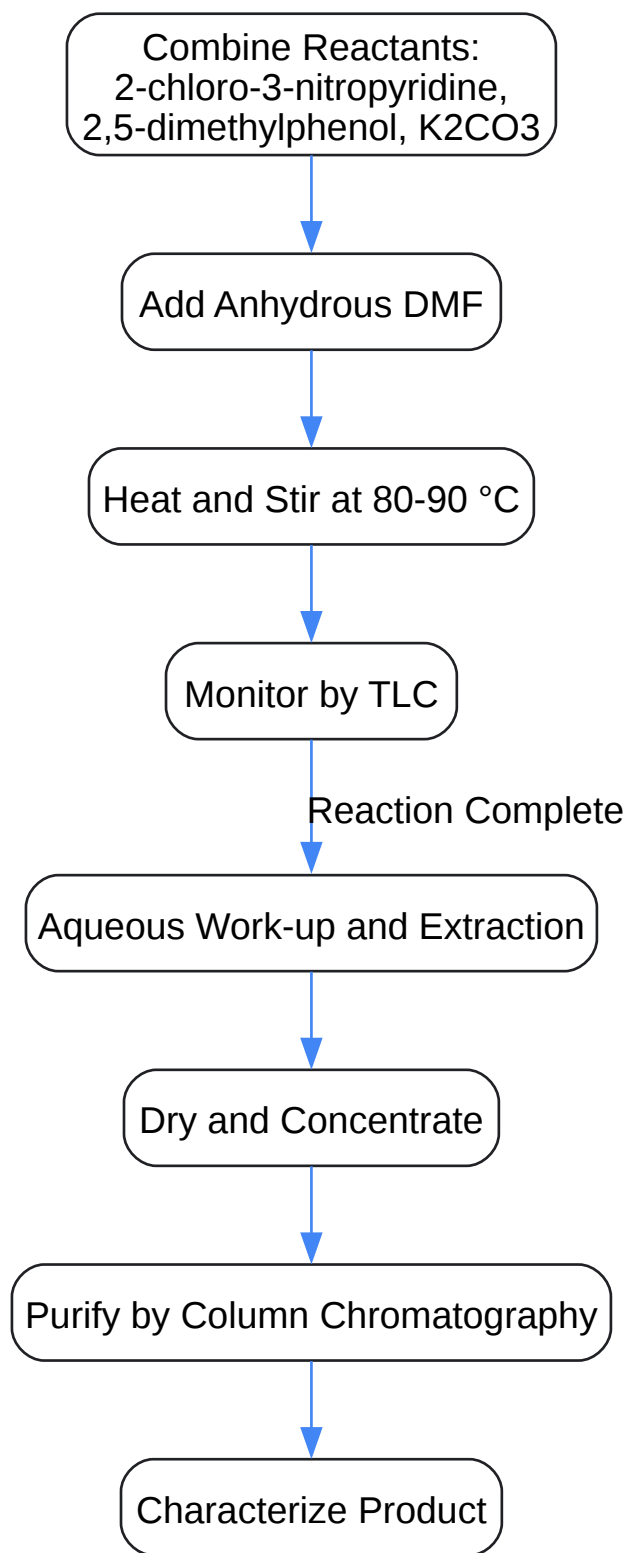 Combine Reactants:
2-chloro-3-nitropyridine,
2,5-dimethylphenol, K2CO3
Add Anhydrous DMF
Heat and Stir at 80-90 °C
Monitor by TLC
Reaction Complete
Aqueous Work-up and Extraction
Dry and Concentrate
Purify by Column Chromatography
Characterize Product